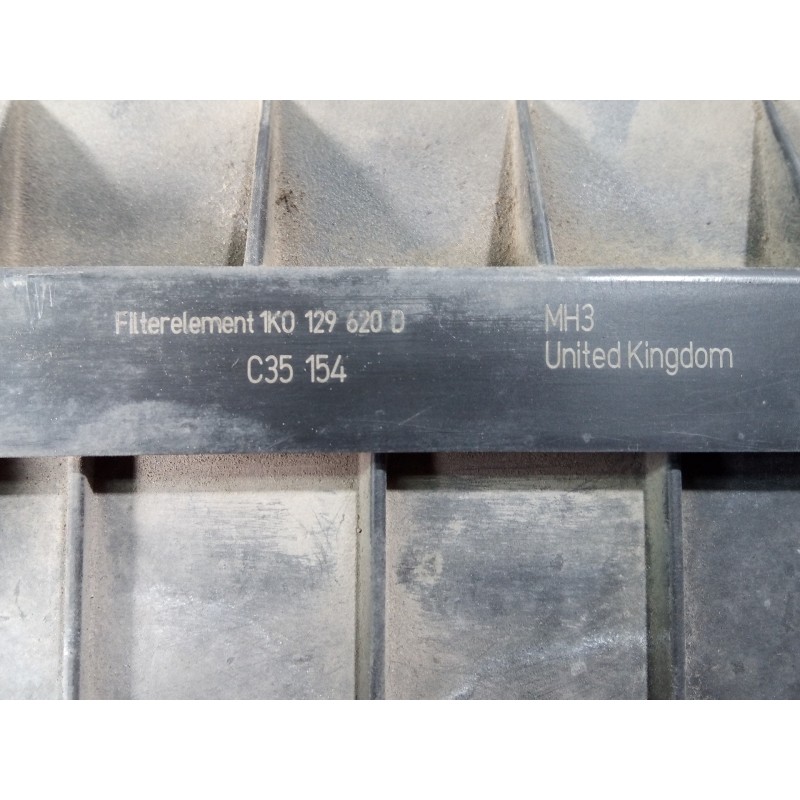 Filterelement 1K0 129 620 D
C35 154
MH3
United Kingdom